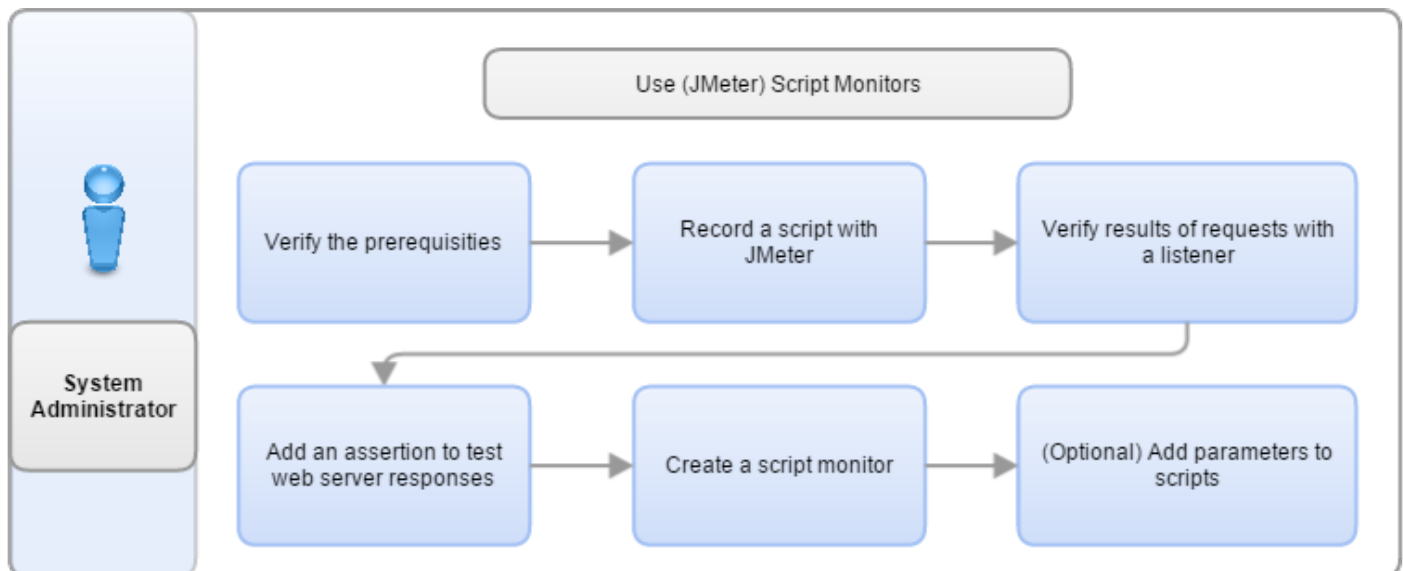 Use (JMeter) Script Monitors
Verify the prerequisities
Record a script with
JMeter
Verify results of requests with
a listener
System
Administrator
Add an assertion to test
web server responses
Create a script monitor
(Optional) Add parameters to
scripts